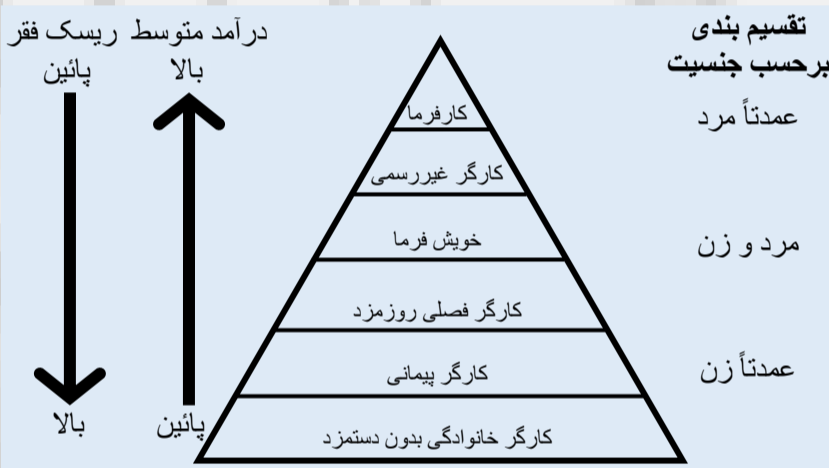 تقسیم بندی
برحسب جنسیت
عمدتاً مرد
مرد و زن
عمدتاً زن
کارفرما
کارگر غیررسمی
خویش فرما
کارگر فصلی روزمزد
کارگر پیمانی
کارگر خانوادگی بدون دستمزد
درآمد متوسط
بالا
پائین
ریسک فقر
پائین
بالا